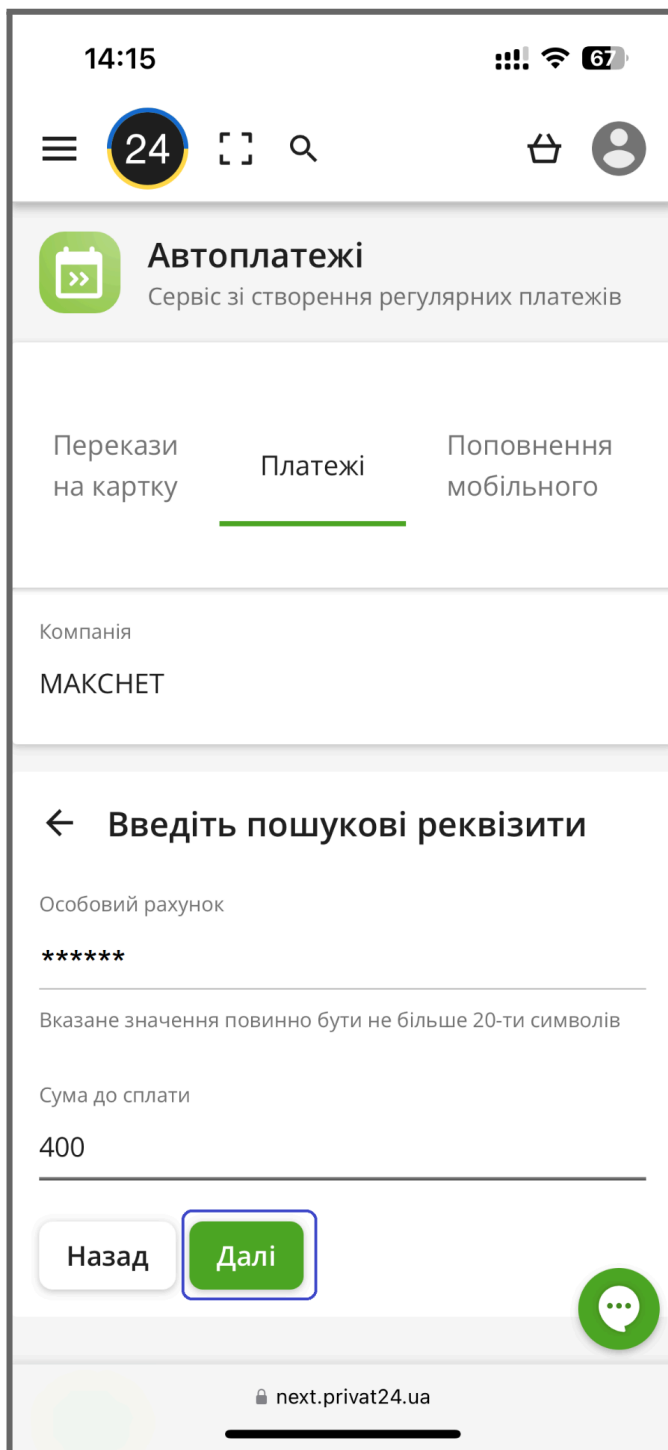 14:15
67
24
Автоплатежі
Сервіс зі створення регулярних платежів
Перекази
на картку
Платежі
Поповнення
мобільного
Компанія
МАКСНЕТ
Введіть пошукові реквізити
Особовий рахунок
******
Вказане значення повинно бути не більше 20-ти символів
Сума до сплати
400
Назад
Далі
next.privat24.ua